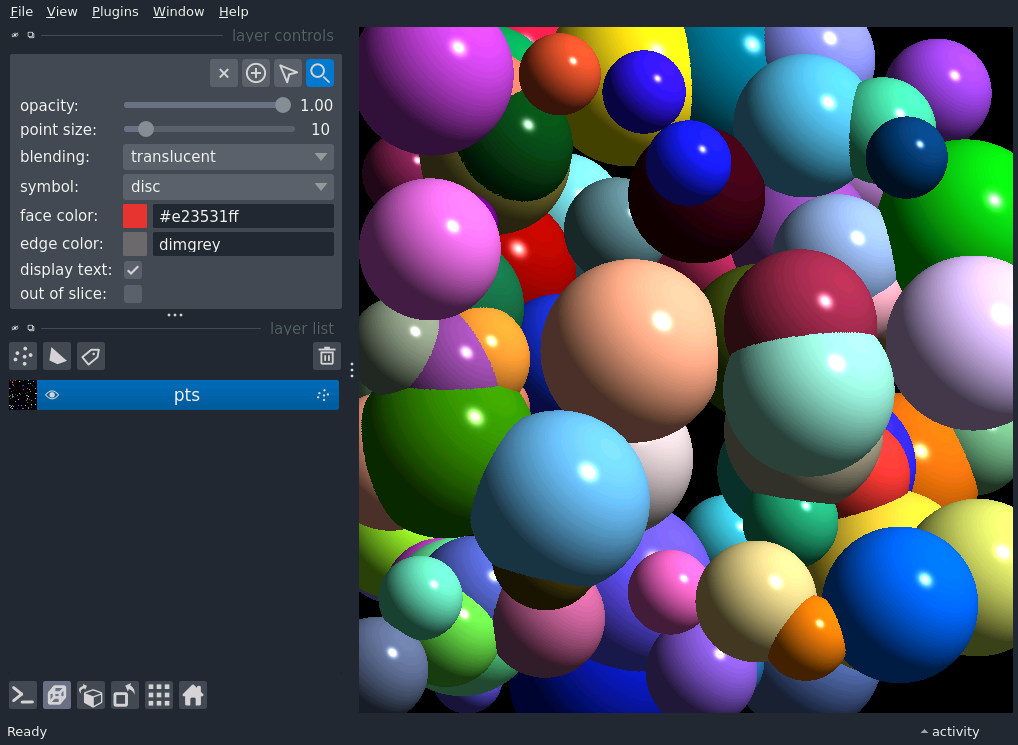 File View Plugins Window Help
layer controls
opacity: 1.00
point size: 10
blending: translucent
symbol: disc
face color: #e23531ff
edge color: dimgrey
display text:
out of slice:
layer list
pts
Ready
activity